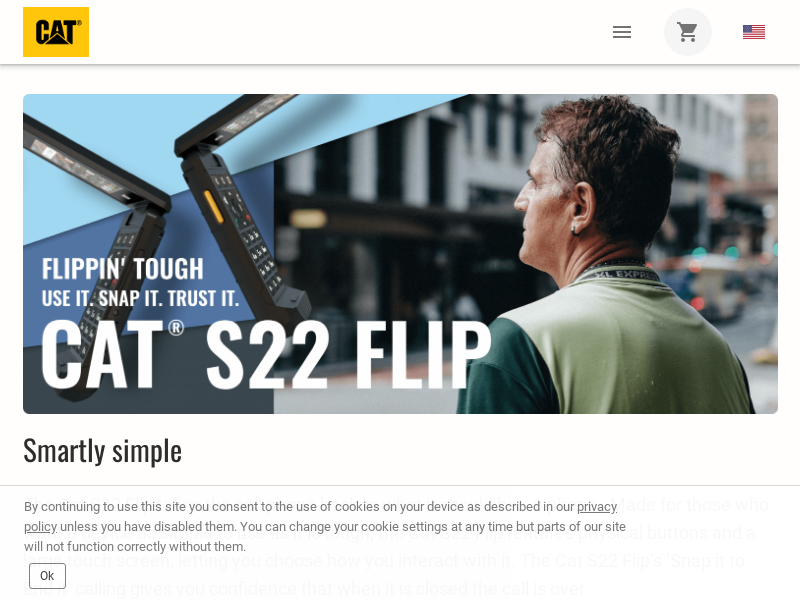 CAT®
FLIPPIN' TOUGH
USE IT. SNAP IT. TRUST IT.
CAT® S22 FLIP
XL EXPRE
Smartly simple
By continuing to use this site you consent to the use of cookies on your device as described in our privacy
policy unless you have disabled them. You can change your cookie settings at any time but parts of our site
will not function correctly without them.
Made for those who
physical buttons and a
touch screen, letting you choose how you interact with it. The Cat S22 Flip's 'Snap it to
calling gives you confidence that when it is closed the call is over
Ok